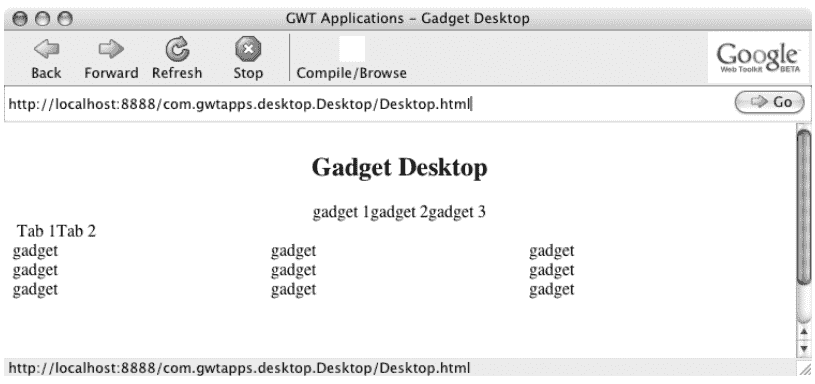 GWT Applications – Gadget Desktop
Back Forward Refresh Stop Compile/Browse
Google
Web Toolkit BETA
http://localhost:8888/com.gwtapps.desktop.Desktop/Desktop.html
Go
Gadget Desktop
gadget 1gadget 2gadget 3
Tab 1Tab 2
gadget gadget gadget
gadget gadget gadget
gadget gadget gadget
http://localhost:8888/com.gwtapps.desktop.Desktop/Desktop.html